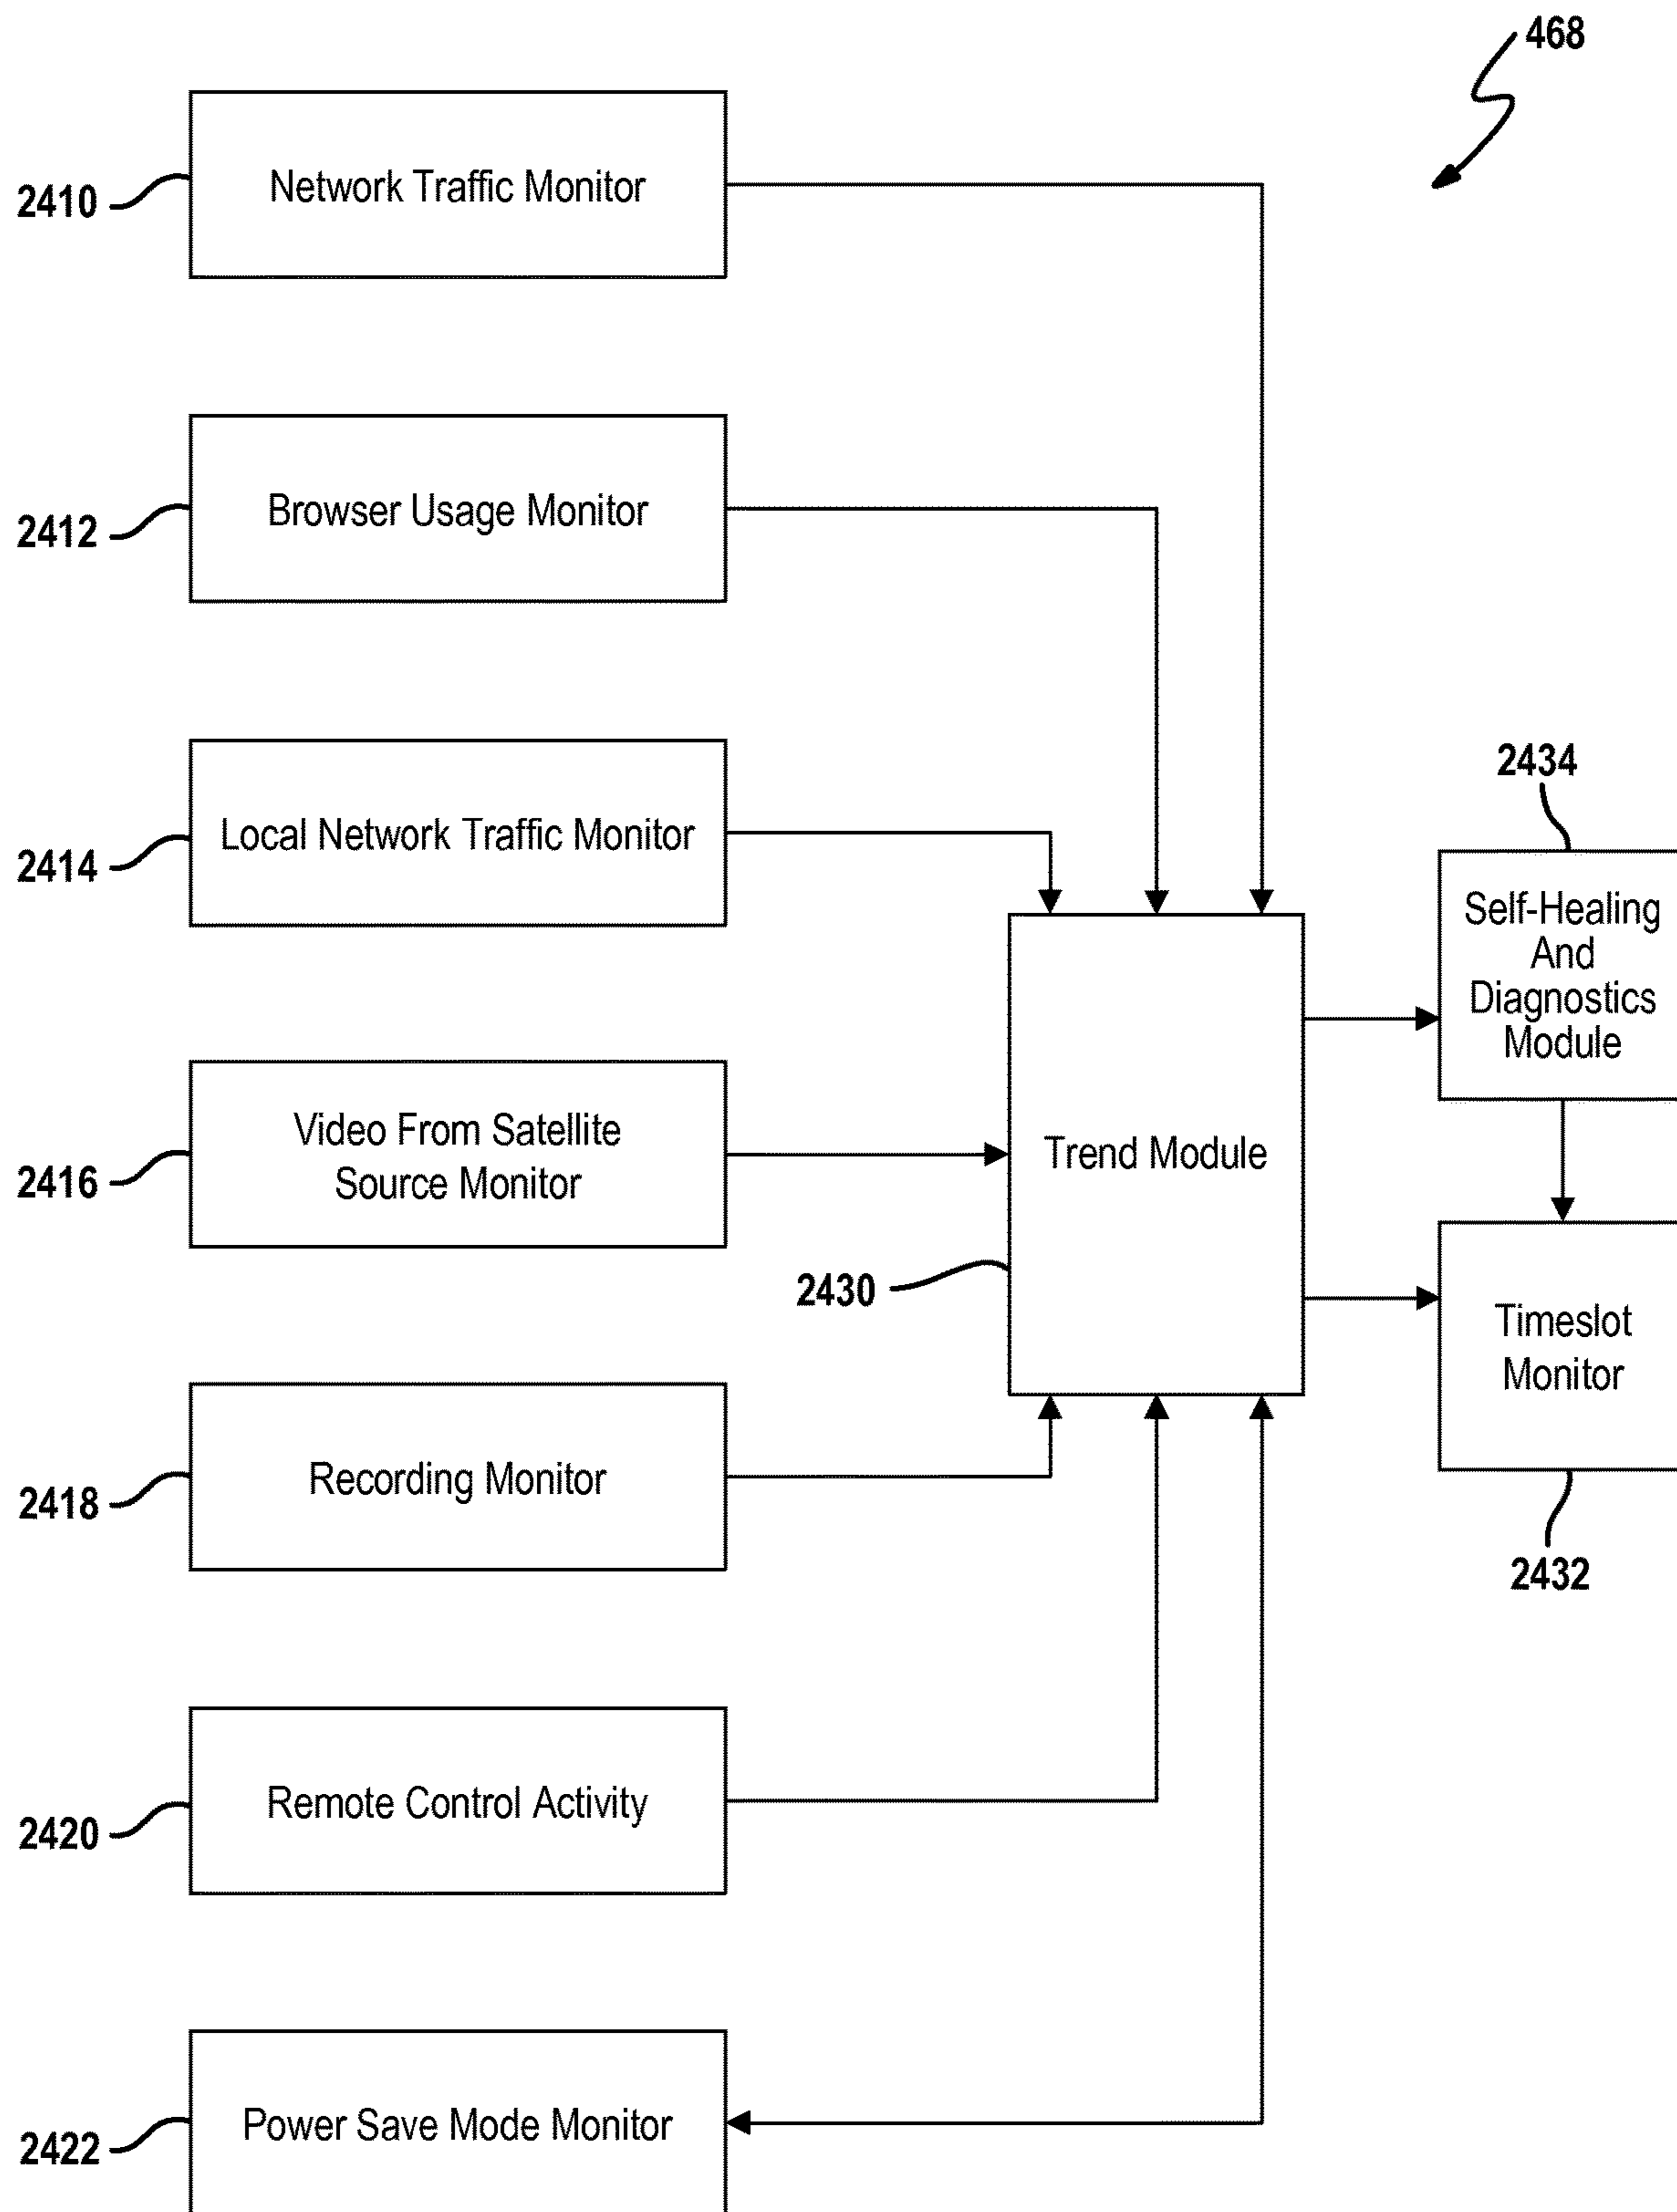 468
2410
Network Traffic Monitor
2412
Browser Usage Monitor
2414
Local Network Traffic Monitor
2434
Self-Healing
And
Diagnostics
Module
2416
Video From Satellite
Source Monitor
Trend Module
2430
Timeslot
Monitor
2432
2418
Recording Monitor
2420
Remote Control Activity
2422
Power Save Mode Monitor